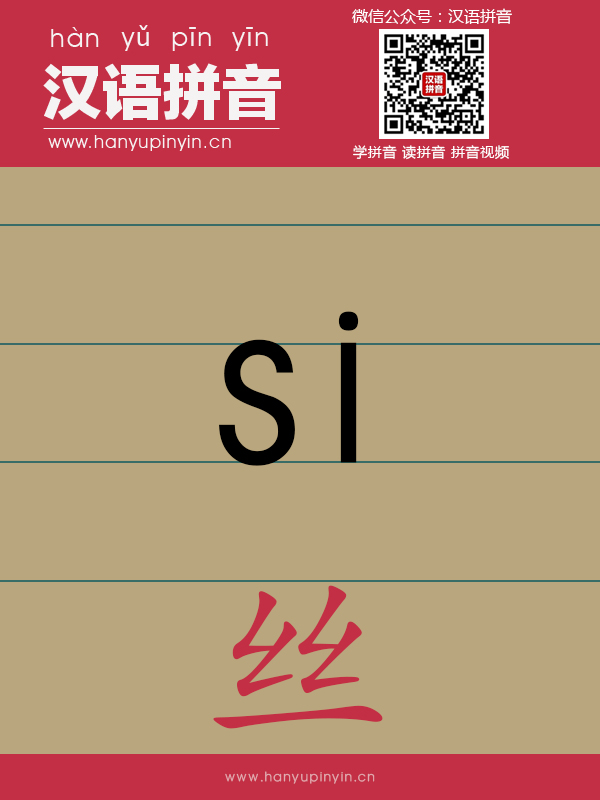 hàn yǔ pīn yīn
汉语拼音
www.hanyupinyin.cn
微信公众号：汉语拼音
汉语
拼音
学拼音 读拼音 拼音视频
si
丝
www.hanyupinyin.cn